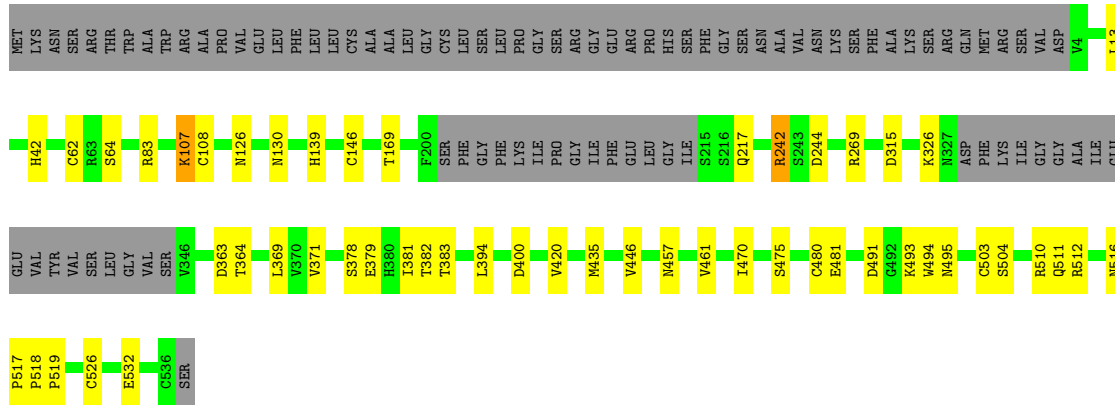 MET LYS ASN SER ARG THR TRP ALA TRP ARG ALA PRO VAL GLU LEU PHE LEU LEU CYS ALA ALA LEU GLY CYS LEU SER LEU PRO GLY SER ARG GLY GLU ARG PRO HIS SER PHE GLY SER ASN ALA VAL ASN LYS SER PHE ALA LYS SER ARG GLN MET ARG SER VAL ASP V4 L13
H42 C62 R63 S64 R83 K107 C108 N126 N130 H139 C146 T169 F200 SER PHE GLY PHE LYS ILE PRO GLY ILE PHE GLU LEU GLY ILE S215 S216 Q217 R242 S243 D244 R269 D315 K326 N327 ASP PHE LYS ILE GLY GLY ALA ILE GLU
GLU VAL TYR VAL SER LEU GLY VAL SER V346 D363 T364 L369 V370 V371 S378 E379 H380 I381 T382 T383 L394 D400 V420 M435 V446 N457 V461 I470 S475 C480 E481 D491 G492 K493 W494 N495 C503 S504 R510 Q511 R512 N516
P517 P518 P519 C526 E532 C536 SER